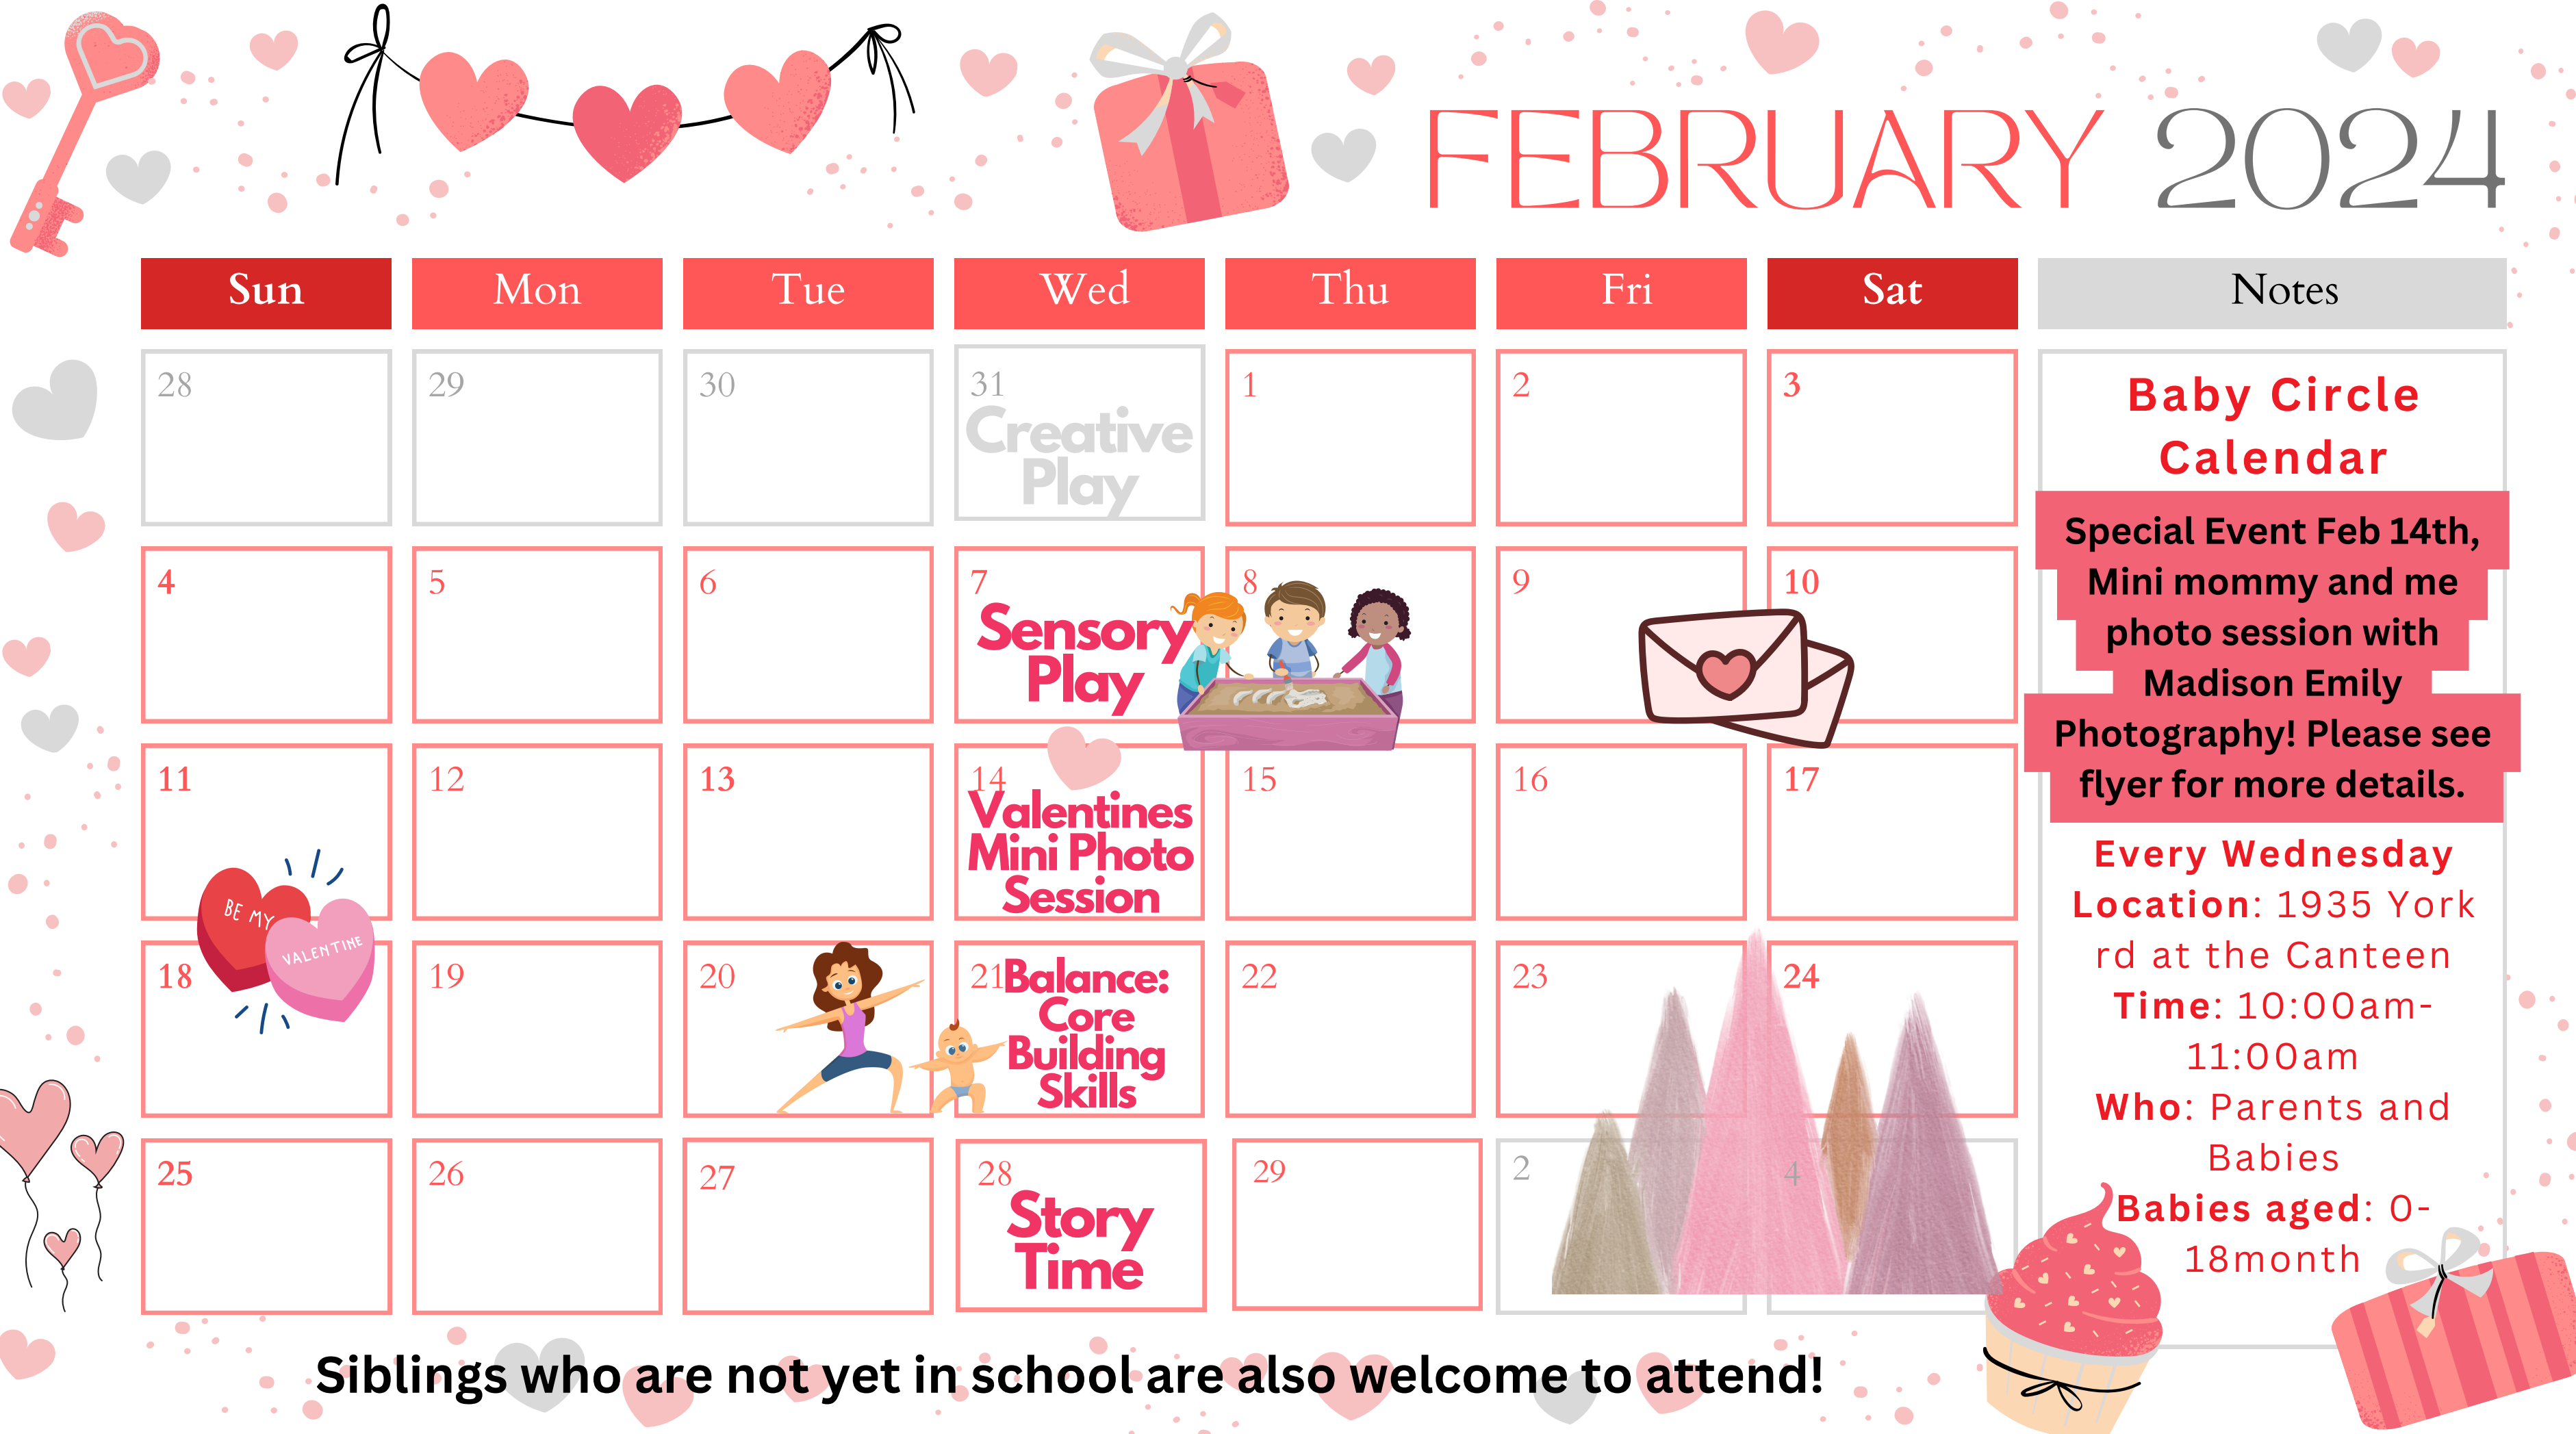 FEBRUARY 2024
Sun Mon Tue Wed Thu Fri Sat Notes
28 29 30 31 1 2 3
Creative
Play
4 5 6 7 8 9 10
Sensory
Play
11 12 13 14 15 16 17
Valentines
Mini Photo
Session
BE MY
VALENTINE
18 19 20 21 22 23 24
Balance:
Core
Building
Skills
25 26 27 28 29 2 4
Story
Time
Baby Circle
Calendar
Special Event Feb 14th,
Mini mommy and me
photo session with
Madison Emily
Photography! Please see
flyer for more details.
Every Wednesday
Location: 1935 York
rd at the Canteen
Time: 10:00am-
11:00am
Who: Parents and
Babies
Babies aged: 0-
18month
Siblings who are not yet in school are also welcome to attend!